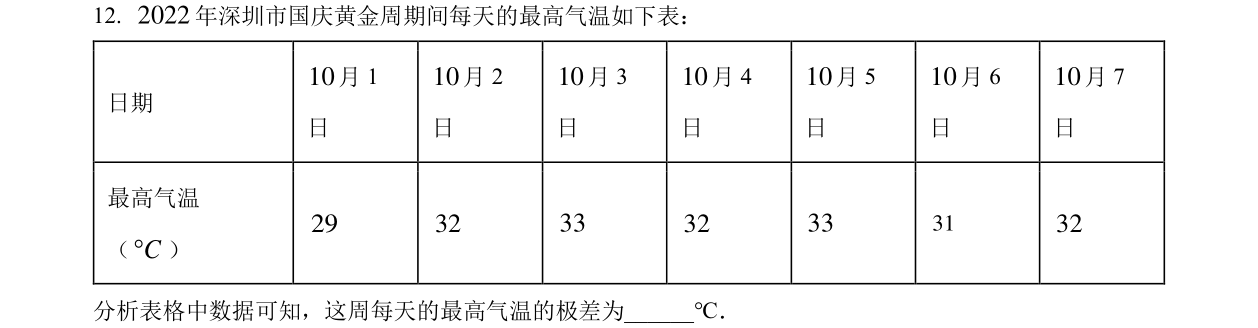 12. 2022年深圳市国庆黄金周期间每天的最高气温如下表：
日期
10月1日
10月2日
10月3日
10月4日
10月5日
10月6日
10月7日
最高气温
（°C）
29
32
33
32
33
31
32
分析表格中数据可知，这周每天的最高气温的极差为______℃.